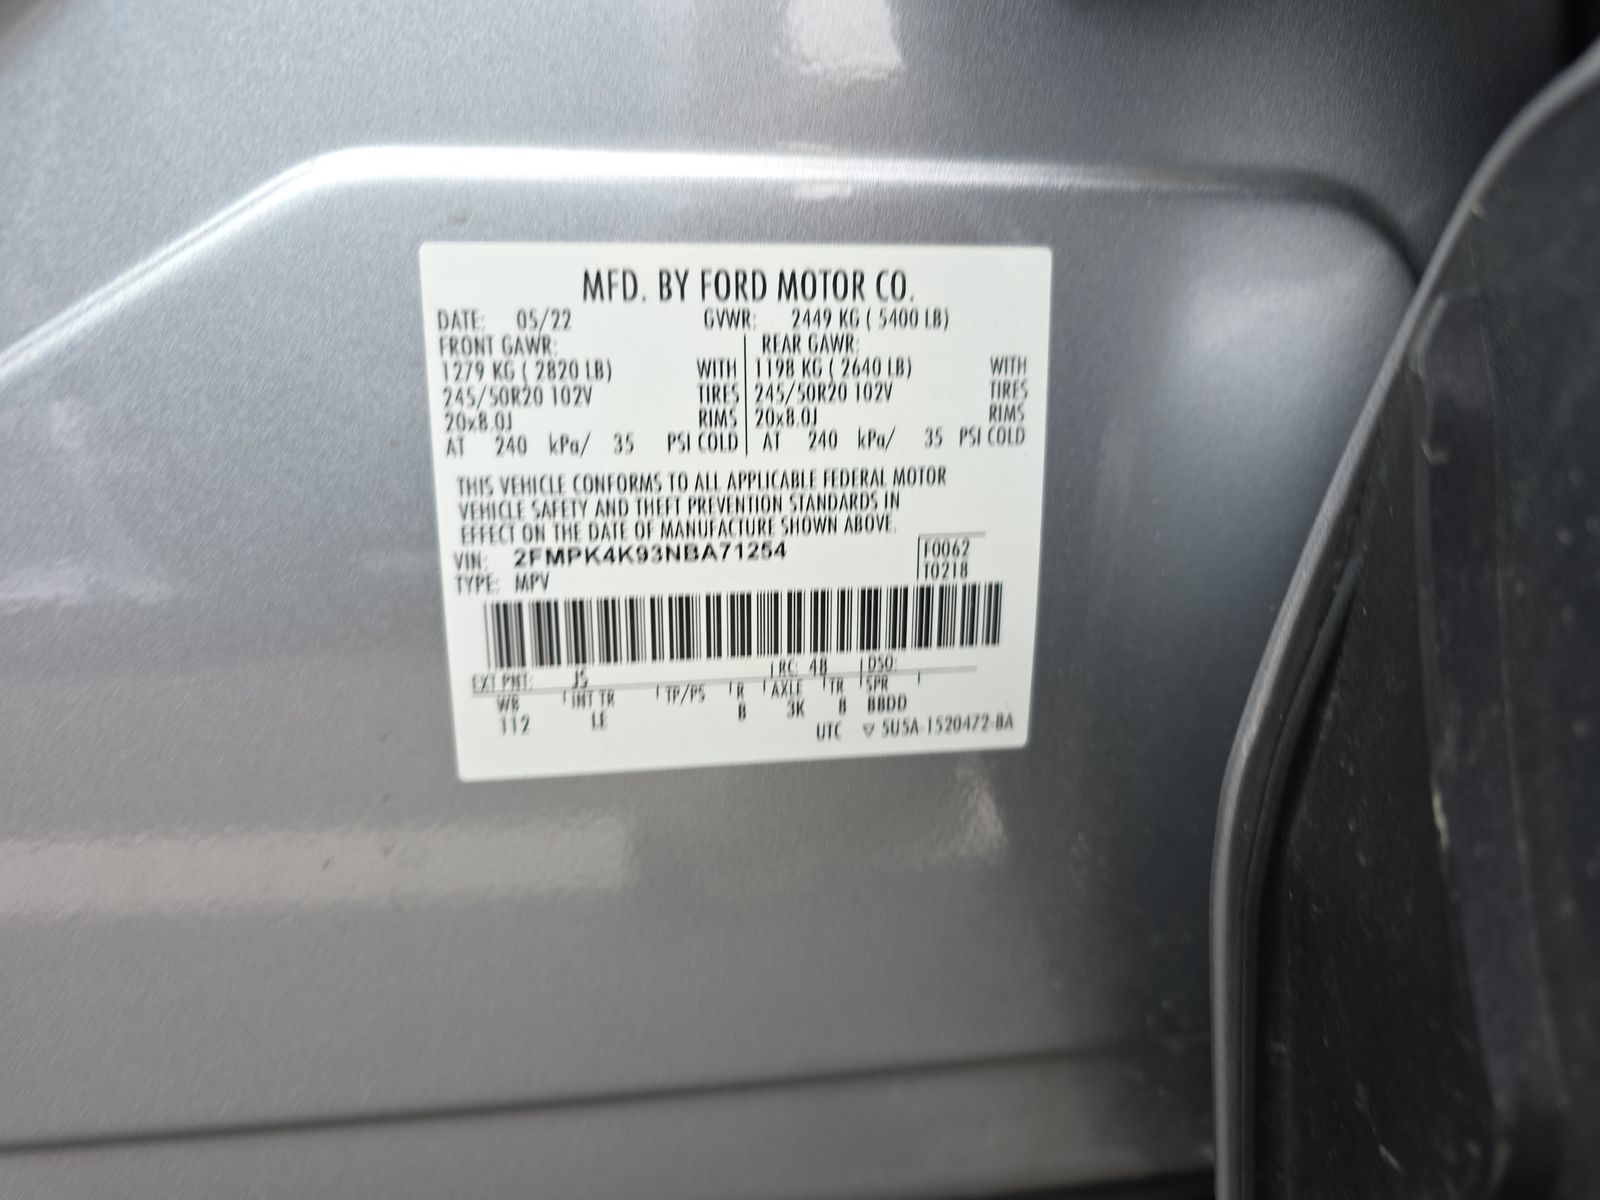 MFD. BY FORD MOTOR CO.
DATE: 05/22 GVWR: 2449 KG ( 5400 LB)
FRONT GAWR: REAR GAWR:
1279 KG ( 2820 LB) WITH 1198 KG ( 2640 LB) WITH
245/50R20 102V TIRES 245/50R20 102V TIRES
20x8.0J RIMS 20x8.0J RIMS
AT 240 kPa/ 35 PSI COLD AT 240 kPa/ 35 PSI COLD
THIS VEHICLE CONFORMS TO ALL APPLICABLE FEDERAL MOTOR
VEHICLE SAFETY AND THEFT PREVENTION STANDARDS IN
EFFECT ON THE DATE OF MANUFACTURE SHOWN ABOVE.
VIN: 2FMPK4K93NBA71254 F0062
TYPE: MPV T0218
EXT PNT: JS RC: 48 DSO:
WB INT TR TP/PS R AXLE TR SPR
112 LE B 3K 8 BBDD
UTC ▽ 5U5A-1520472-BA